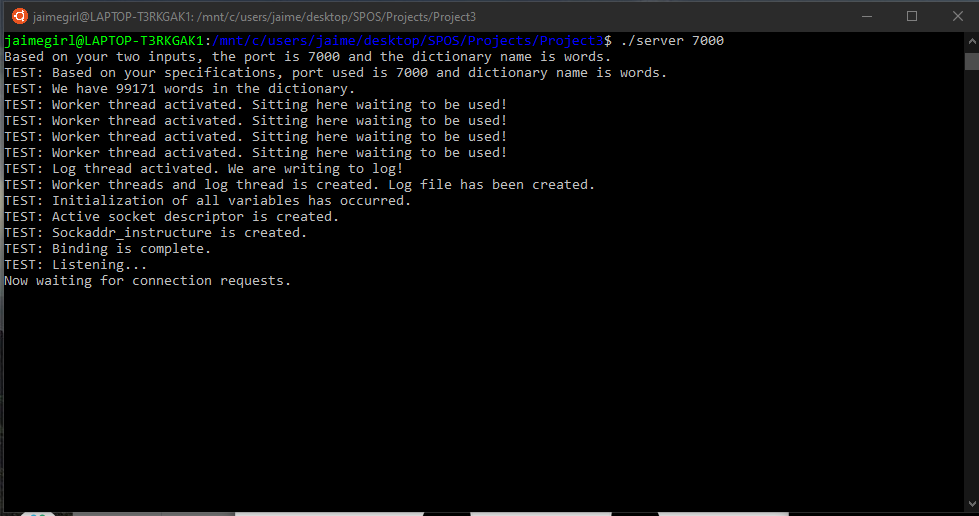 jaimegirl@LAPTOP-T3RKGAK1: /mnt/c/users/jaime/desktop/SPOS/Projects/Project3
jaimegirl@LAPTOP-T3RKGAK1:/mnt/c/users/jaime/desktop/SPOS/Projects/Project3$ ./server 7000
Based on your two inputs, the port is 7000 and the dictionary name is words.
TEST: Based on your specifications, port used is 7000 and dictionary name is words.
TEST: We have 99171 words in the dictionary.
TEST: Worker thread activated. Sitting here waiting to be used!
TEST: Worker thread activated. Sitting here waiting to be used!
TEST: Worker thread activated. Sitting here waiting to be used!
TEST: Worker thread activated. Sitting here waiting to be used!
TEST: Log thread activated. We are writing to log!
TEST: Worker threads and log thread is created. Log file has been created.
TEST: Initialization of all variables has occurred.
TEST: Active socket descriptor is created.
TEST: Sockaddr_instructure is created.
TEST: Binding is complete.
TEST: Listening...
Now waiting for connection requests.